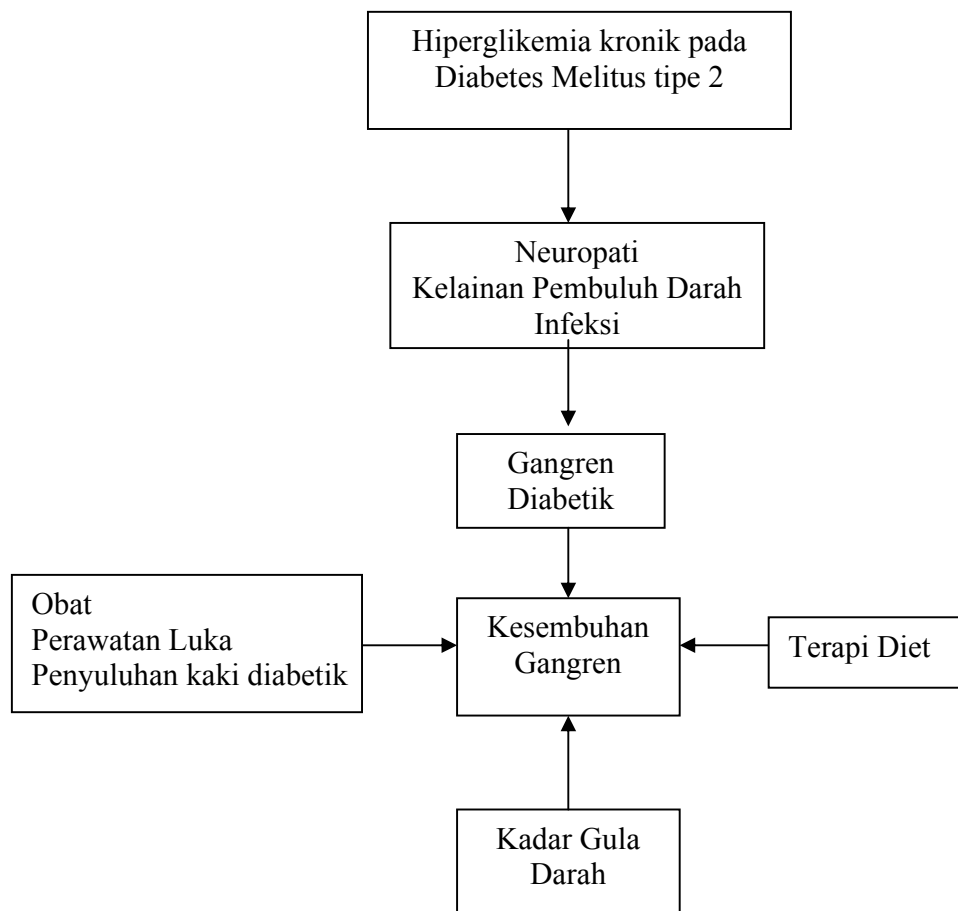 Hiperglikemia kronik pada
Diabetes Melitus tipe 2
Neuropati
Kelainan Pembuluh Darah
Infeksi
Gangren
Diabetik
Obat
Perawatan Luka
Penyuluhan kaki diabetik
Kesembuhan
Gangren
Terapi Diet
Kadar Gula
Darah